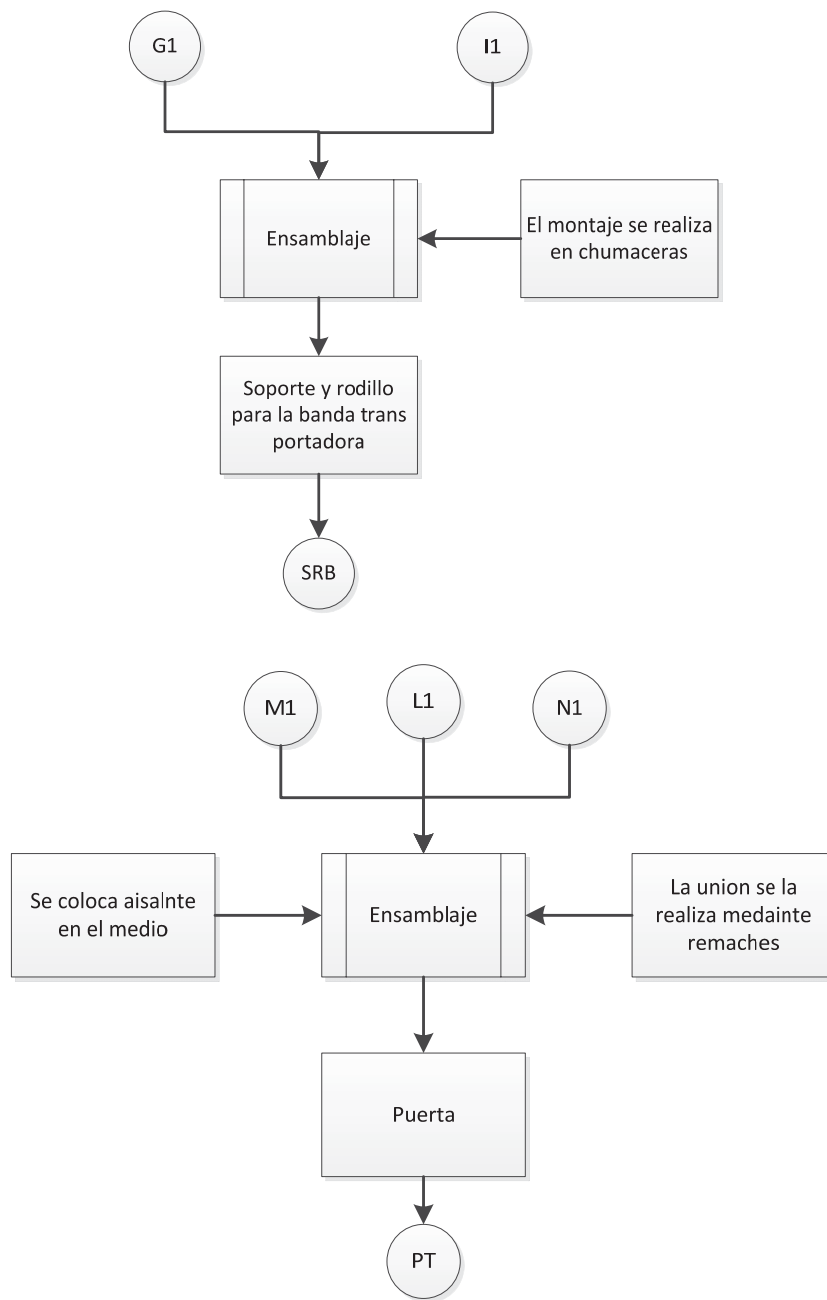 G1
I1
Ensamblaje
El montaje se realiza
en chumaceras
Soporte y rodillo
para la banda trans
portadora
SRB
M1
L1
N1
Se coloca aisalnte
en el medio
Ensamblaje
La union se la
realiza medainte
remaches
Puerta
PT